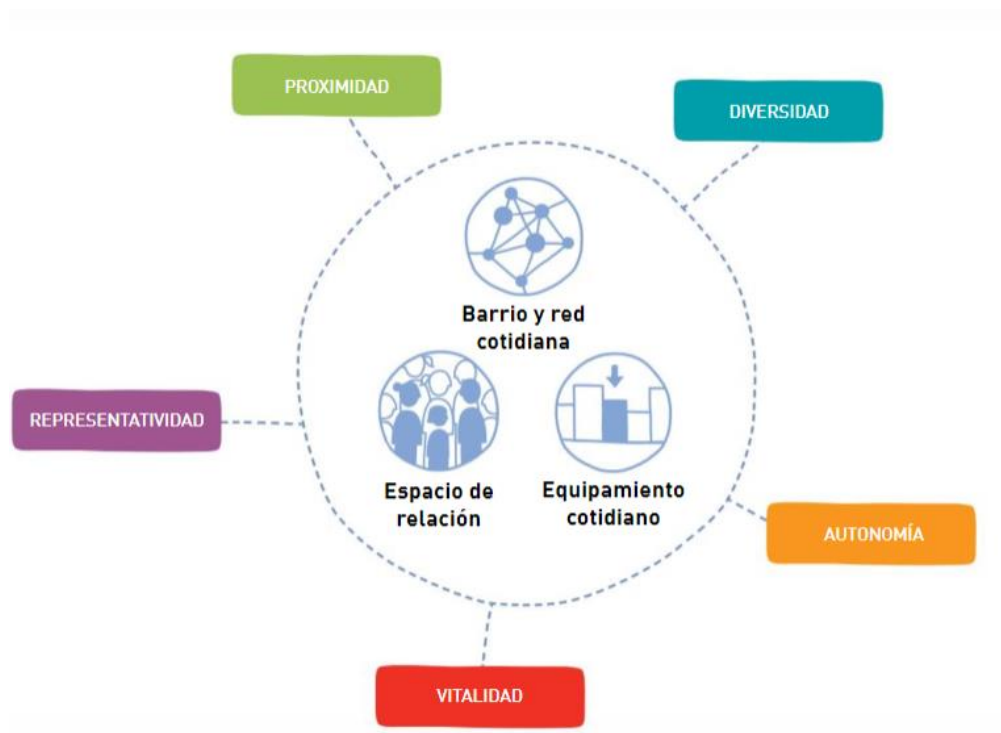 PROXIMIDAD
DIVERSIDAD
Barrio y red
cotidiana
Espacio de
relación
Equipamiento
cotidiano
REPRESENTATIVIDAD
AUTONOMÍA
VITALIDAD